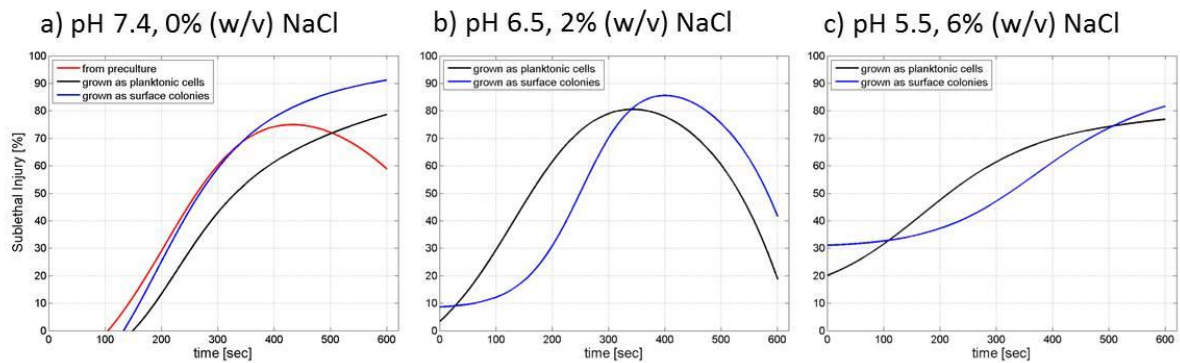 a) pH 7.4, 0% (w/v) NaCl
b) pH 6.5, 2% (w/v) NaCl
c) pH 5.5, 6% (w/v) NaCl
Sublethal Injury [%]
100
90
80
70
60
50
40
30
20
10
0
from preculture
grown as planktonic cells
grown as surface colonies
0 100 200 300 400 500 600
time [sec]
100
90
80
70
60
50
40
30
20
10
0
grown as planktonic cells
grown as surface colonies
0 100 200 300 400 500 600
time [sec]
100
90
80
70
60
50
40
30
20
10
0
grown as planktonic cells
grown as surface colonies
0 100 200 300 400 500 600
time [sec]